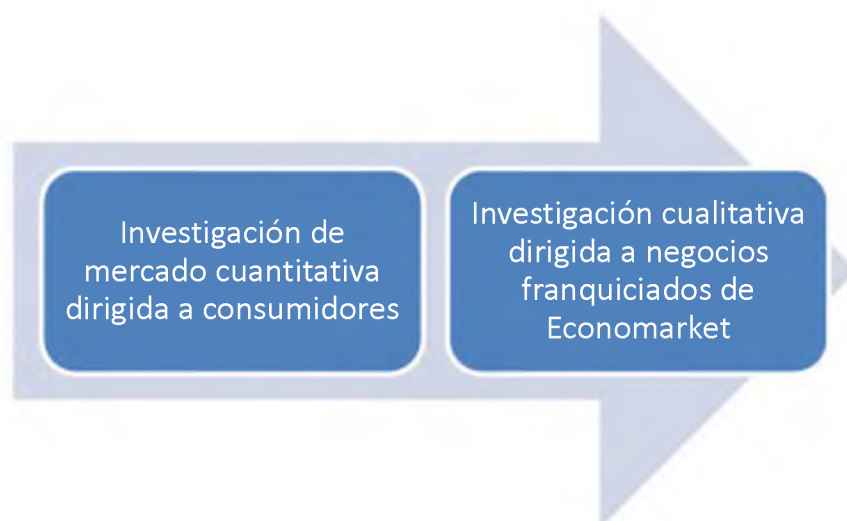 Investigación de
mercado cuantitativa
dirigida a consumidores
Investigación cualitativa
dirigida a negocios
franquiciados de
Economarket